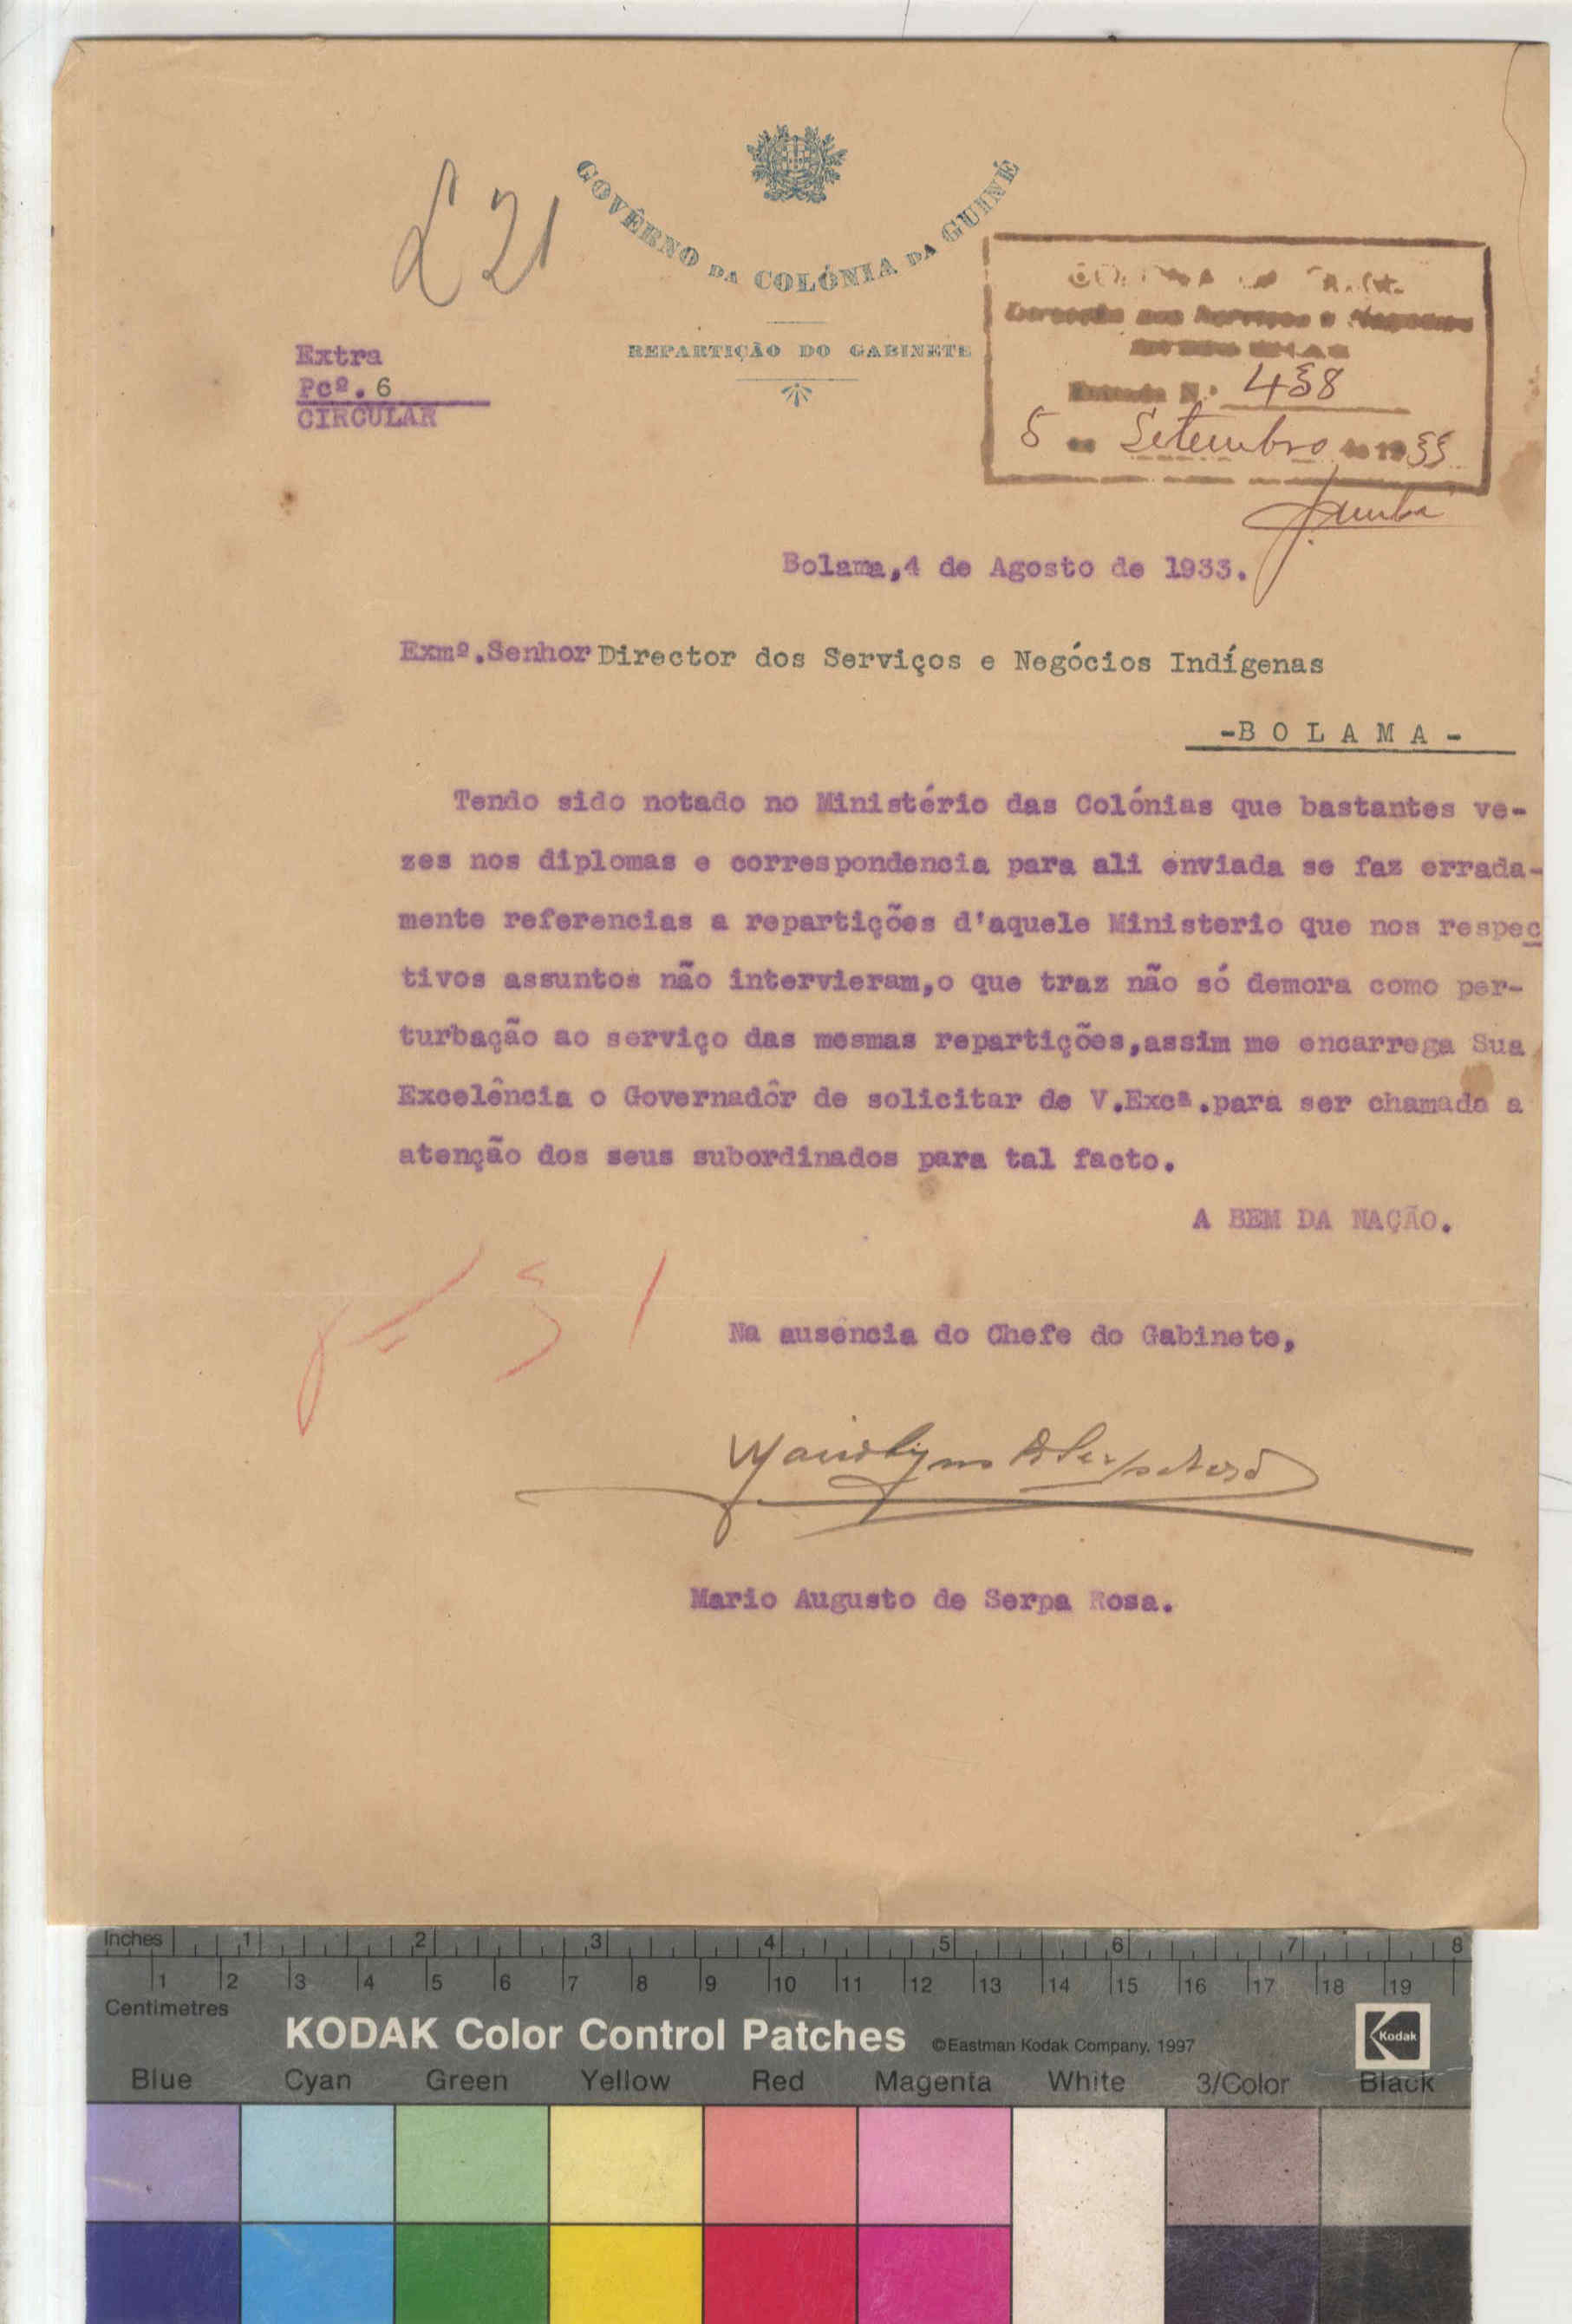 £21
GOVÊRNO DA COLÓNIA DA GUINÉ
REPARTIÇÃO DO GABINETE
Extra
Pcº. 6
CIRCULAR
Direcção dos Serviços e Negocios
Entrada N.º 438
5 de Setembro de 1933
Bolama,4 de Agosto de 1933.
Exmº.Senhor Director dos Serviços e Negócios Indígenas
-B O L A M A -
Tendo sido notado no Ministério das Colónias que bastantes ve-
zes nos diplomas e correspondencia para ali enviada se faz errada-
mente referencias a repartições d'aquele Ministerio que nos respec
tivos assuntos não intervieram,o que traz não só demora como per-
turbação ao serviço das mesmas repartições,assim me encarrega Sua
Excelência o Governadôr de solicitar de V.Excª.para ser chamada a
atenção dos seus subordinados para tal facto.
A BEM DA NAÇÃO.
Na ausência do Chefe do Gabinete,
Mario Augusto de Serpa Rosa.
Inches 1 2 3 4 5 6 7 8
1 2 3 4 5 6 7 8 9 10 11 12 13 14 15 16 17 18 19
Centimetres
KODAK Color Control Patches ©Eastman Kodak Company, 1997 Kodak
Blue Cyan Green Yellow Red Magenta White 3/Color Black